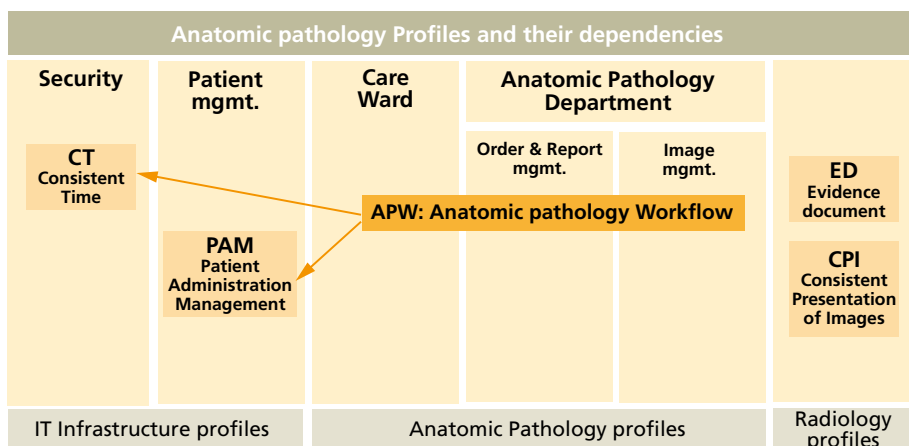 Anatomic pathology Profiles and their dependencies
Security
Patient
mgmt.
Care
Ward
Anatomic Pathology
Department
Order & Report
mgmt.
Image
mgmt.
CT
Consistent
Time
APW: Anatomic pathology Workflow
PAM
Patient
Administration
Management
ED
Evidence
document
CPI
Consistent
Presentation
of Images
IT Infrastructure profiles
Anatomic Pathology profiles
Radiology
profiles